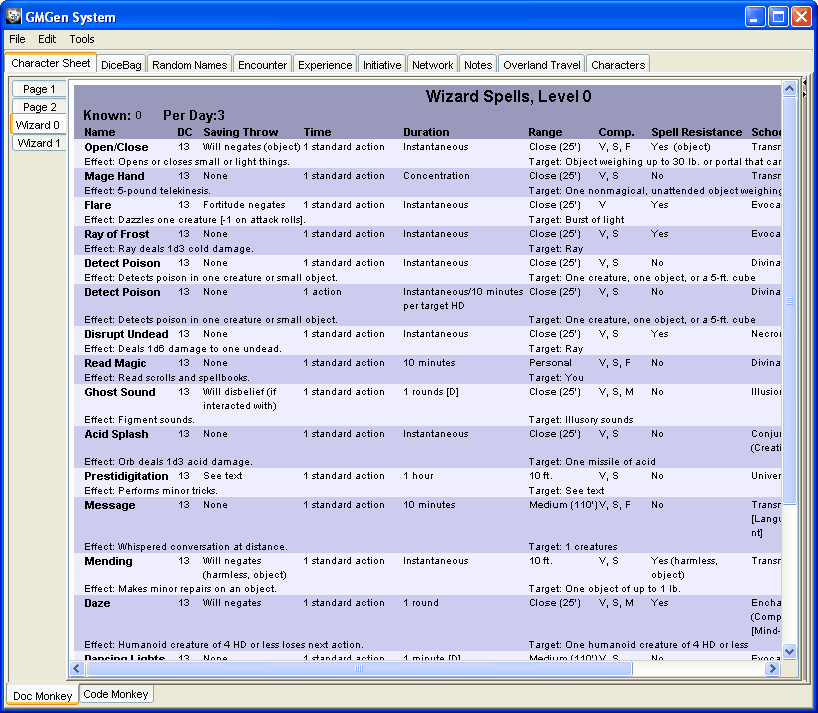 GMGen System
File Edit Tools
Character Sheet DiceBag Random Names Encounter Experience Initiative Network Notes Overland Travel Characters
Page 1
Page 2
Wizard 0
Wizard 1
Wizard Spells, Level 0
Known: 0 Per Day:3
Name DC Saving Throw Time Duration Range Comp. Spell Resistance Schoo
Open/Close 13 Will negates (object) 1 standard action Instantaneous Close (25') V, S, F Yes (object) Transm
Effect: Opens or closes small or light things. Target: Object weighing up to 30 lb. or portal that can
Mage Hand 13 None 1 standard action Concentration Close (25') V, S No Transm
Effect: 5-pound telekinesis. Target: One nonmagical, unattended object weighing
Flare 13 Fortitude negates 1 standard action Instantaneous Close (25') V Yes Evoca
Effect: Dazzles one creature [-1 on attack rolls]. Target: Burst of light
Ray of Frost 13 None 1 standard action Instantaneous Close (25') V, S Yes Evoca
Effect: Ray deals 1d3 cold damage. Target: Ray
Detect Poison 13 None 1 standard action Instantaneous Close (25') V, S No Divina
Effect: Detects poison in one creature or small object. Target: One creature, one object, or a 5-ft. cube
Detect Poison 13 None 1 action Instantaneous/10 minutes Close (25') V, S No Divina
per target HD
Effect: Detects poison in one creature or small object. Target: One creature, one object, or a 5-ft. cube
Disrupt Undead 13 None 1 standard action Instantaneous Close (25') V, S Yes Necrom
Effect: Deals 1d6 damage to one undead. Target: Ray
Read Magic 13 None 1 standard action 10 minutes Personal V, S, F No Divina
Effect: Read scrolls and spellbooks. Target: You
Ghost Sound 13 Will disbelief (if 1 standard action 1 rounds [D] Close (25') V, S, M No Illusion
interacted with)
Effect: Figment sounds. Target: Illusory sounds
Acid Splash 13 None 1 standard action Instantaneous Close (25') V, S No Conjur
(Creati
Effect: Orb deals 1d3 acid damage. Target: One missile of acid
Prestidigitation 13 See text 1 standard action 1 hour 10 ft. V, S No Univer
Effect: Performs minor tricks. Target: See text
Message 13 None 1 standard action 10 minutes Medium (110') V, S, F No Transm
[Langu
nt]
Effect: Whispered conversation at distance. Target: 1 creatures
Mending 13 Will negates 1 standard action Instantaneous 10 ft. V, S Yes (harmless, Transm
(harmless, object) object)
Effect: Makes minor repairs on an object. Target: One object of up to 1 lb.
Daze 13 Will negates 1 standard action 1 round Close (25') V, S, M Yes Encha
(Comp
[Mind-
Effect: Humanoid creature of 4 HD or less loses next action. Target: One humanoid creature of 4 HD or less
Dancing Lights 13 None 1 standard action 1 minute [D] Medium (110') V, S No Evoca
Doc Monkey Code Monkey